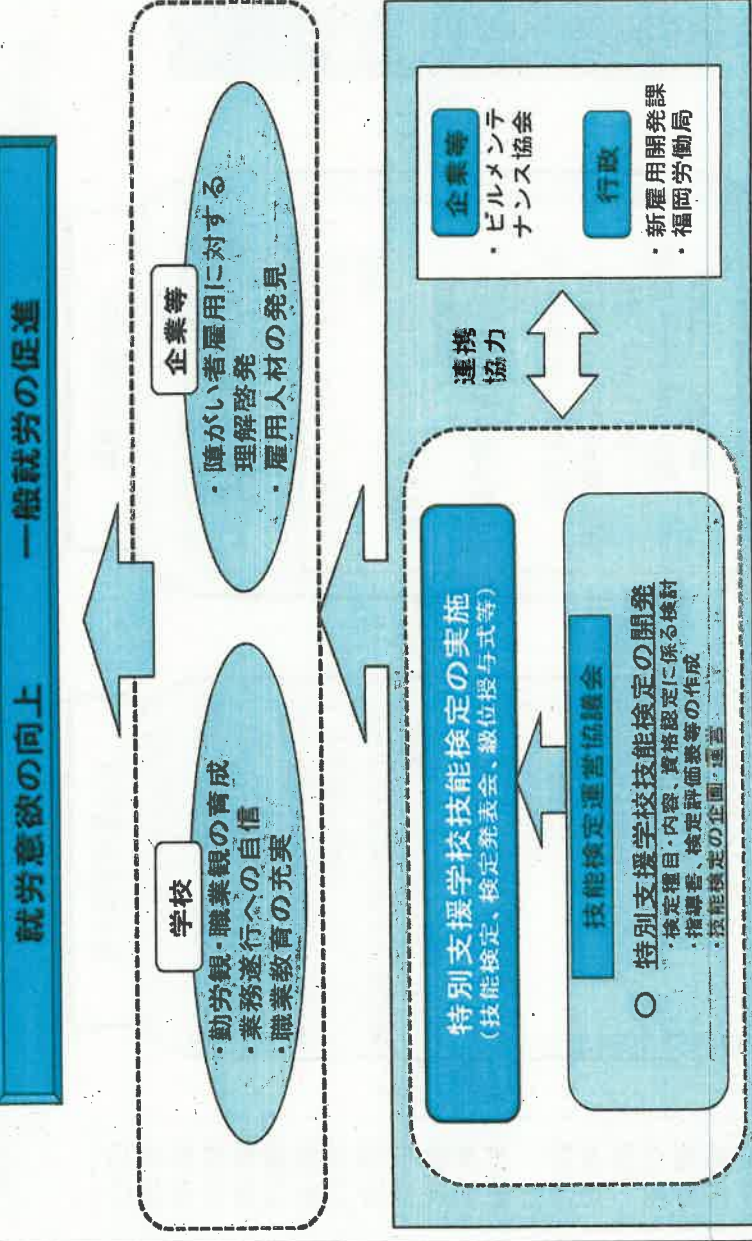 就労意欲の向上　一般就労の促進
学校
・勤労観・職業観の育成
・業務遂行への自信
・職業教育の充実
企業等
・障がい者雇用に対する
理解啓発
・雇用人材の発見
特別支援学校技能検定の実施
（技能検定、検定発表会、級位授与式等）
技能検定運営協議会
○ 特別支援学校技能検定の開発
・検定種目・内容、資格認定に係る検討
・指導書、検定評価表等の作成
・技能検定の企画・運営
連携
協力
企業等
・ビルメンテ
ナンス協会
行政
・新雇用開発課
・福岡労働局